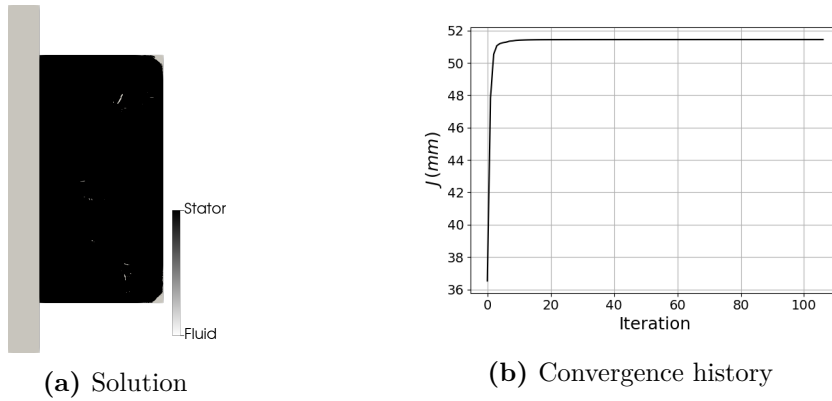 Stator
Fluid
(a) Solution
52
50
48
46
44
42
40
38
36
J (mm)
0
20
40
60
80
100
Iteration
(b) Convergence history